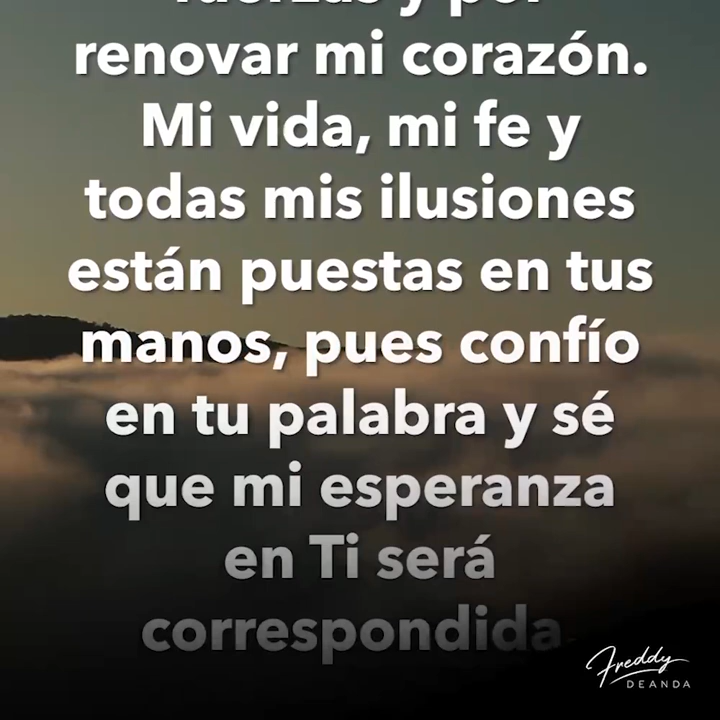 renovar mi corazón.
Mi vida, mi fe y
todas mis ilusiones
están puestas en tus
manos, pues confío
en tu palabra y sé
que mi esperanza
en Ti será
correspondida.
Freddy
DEANDA